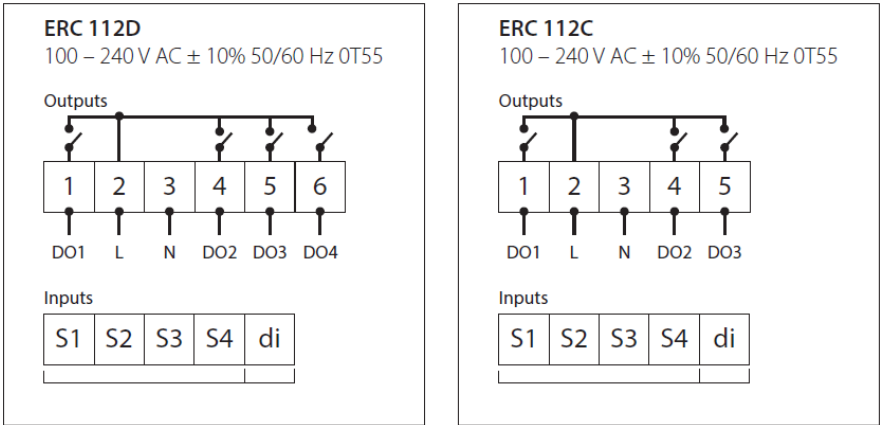 ERC 112D
100 – 240 V AC ± 10% 50/60 Hz 0T55
Outputs
1 2 3 4 5 6
DO1 L N DO2 DO3 DO4
Inputs
S1 S2 S3 S4 di
ERC 112C
100 – 240 V AC ± 10% 50/60 Hz 0T55
Outputs
1 2 3 4 5
DO1 L N DO2 DO3
Inputs
S1 S2 S3 S4 di